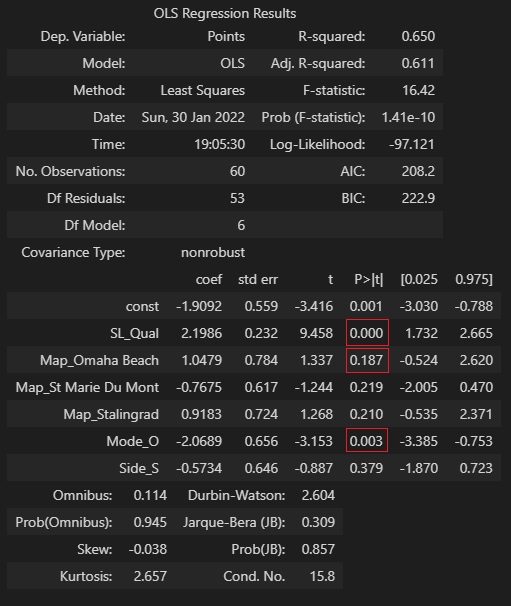 OLS Regression Results
Dep. Variable: Points R-squared: 0.650
Model: OLS Adj. R-squared: 0.611
Method: Least Squares F-statistic: 16.42
Date: Sun, 30 Jan 2022 Prob (F-statistic): 1.41e-10
Time: 19:05:30 Log-Likelihood: -97.121
No. Observations: 60 AIC: 208.2
Df Residuals: 53 BIC: 222.9
Df Model: 6
Covariance Type: nonrobust
coef std err t P>|t| [0.025 0.975]
const -1.9092 0.559 -3.416 0.001 -3.030 -0.788
SL_Qual 2.1986 0.232 9.458 0.000 1.732 2.665
Map_Omaha Beach 1.0479 0.784 1.337 0.187 -0.524 2.620
Map_St Marie Du Mont -0.7675 0.617 -1.244 0.219 -2.005 0.470
Map_Stalingrad 0.9183 0.724 1.268 0.210 -0.535 2.371
Mode_O -2.0689 0.656 -3.153 0.003 -3.385 -0.753
Side_S -0.5734 0.646 -0.887 0.379 -1.870 0.723
Omnibus: 0.114 Durbin-Watson: 2.604
Prob(Omnibus): 0.945 Jarque-Bera (JB): 0.309
Skew: -0.038 Prob(JB): 0.857
Kurtosis: 2.657 Cond. No. 15.8